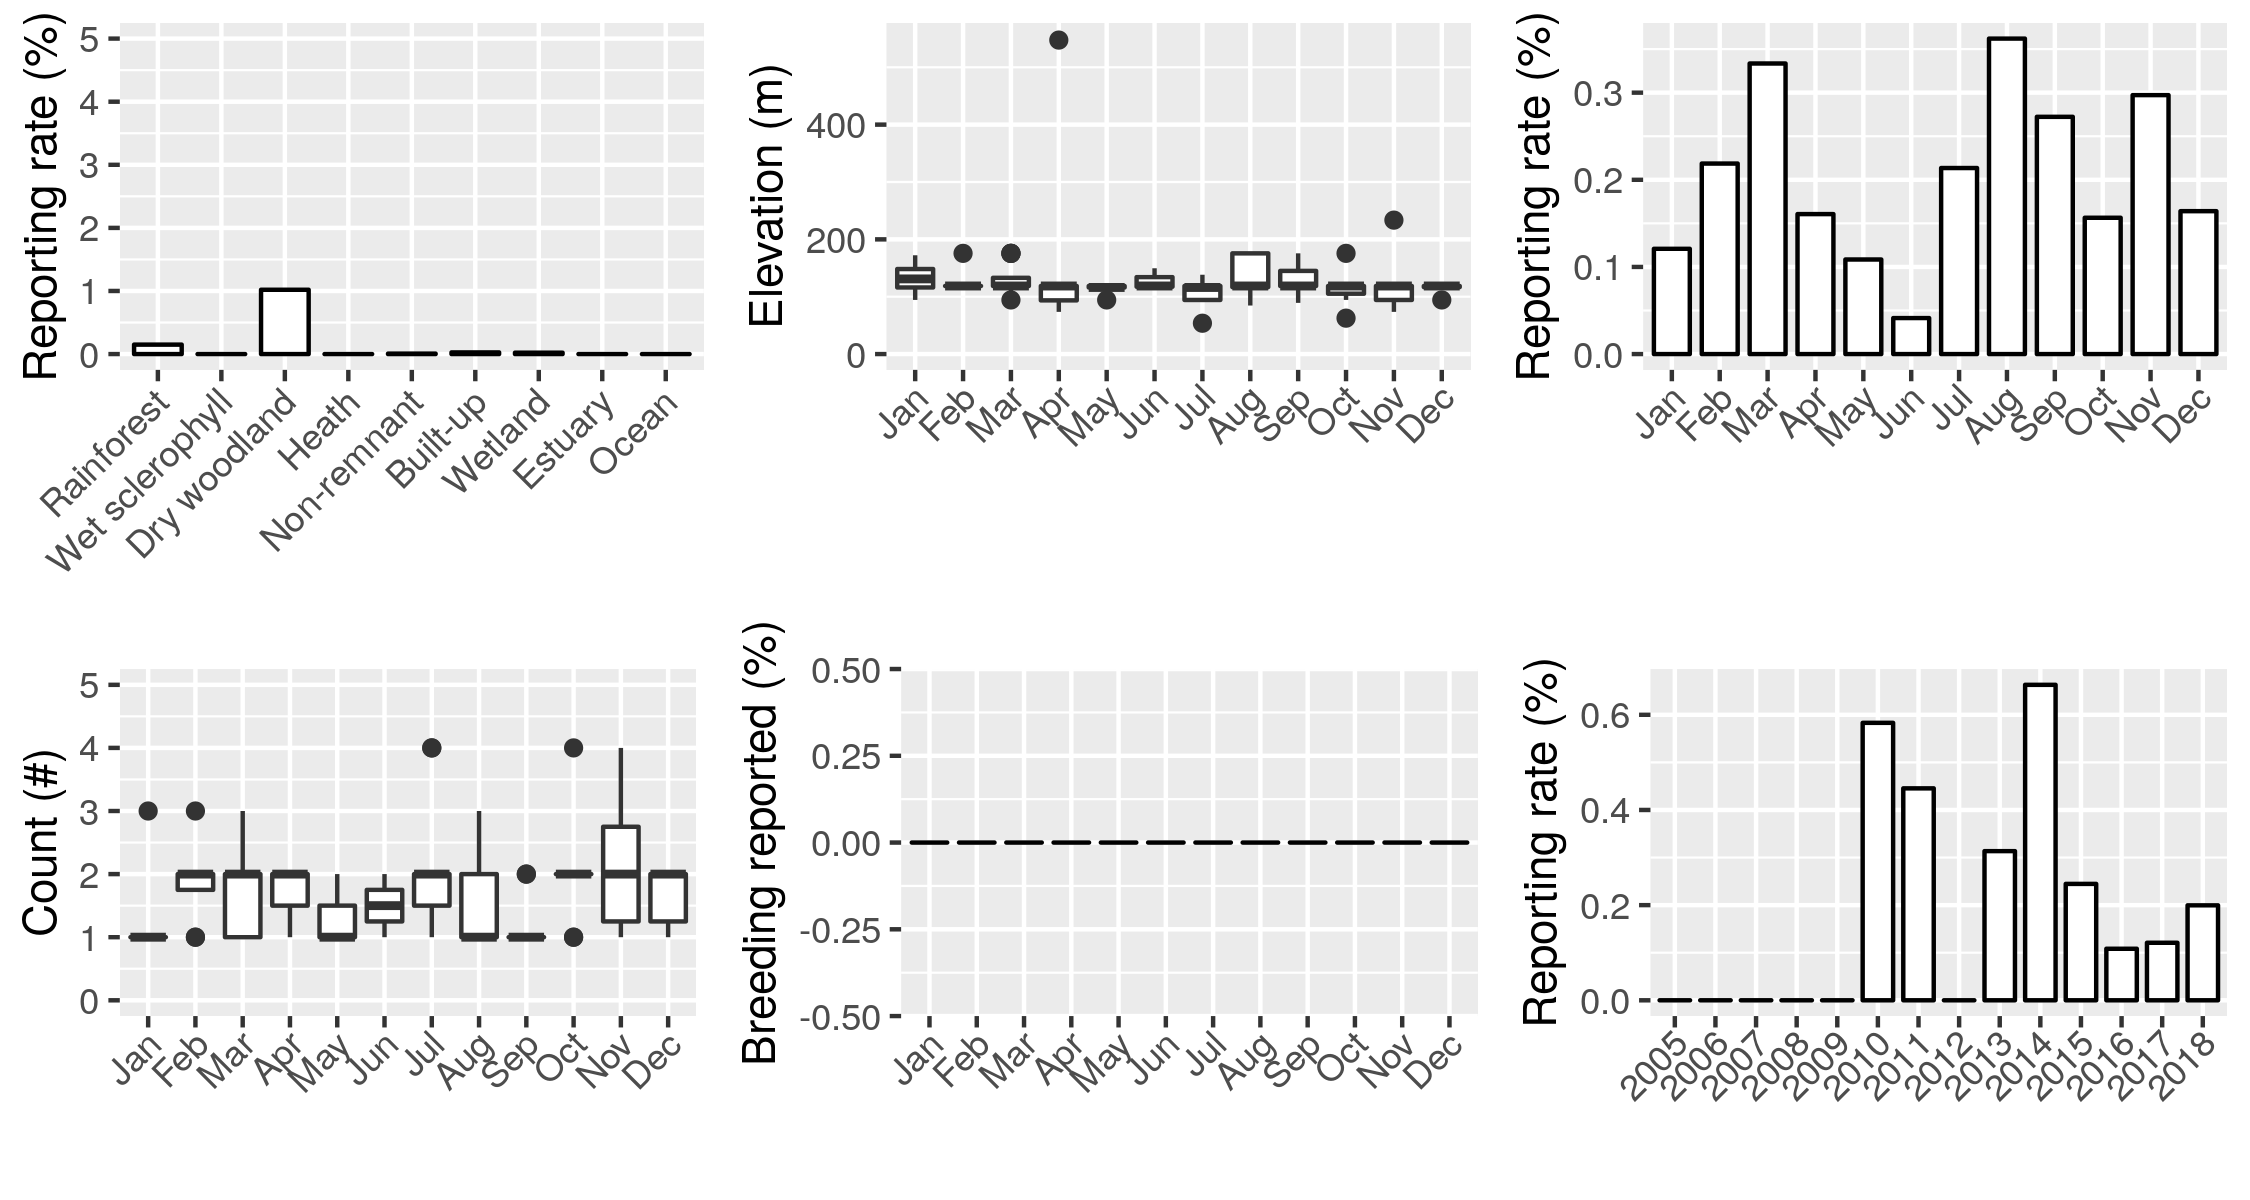 Reporting rate (%)
5
4
3
2
1
0
Rainforest
Wet sclerophyll
Dry woodland
Heath
Non-remnant
Built-up
Wetland
Estuary
Ocean
Elevation (m)
400
200
0
Jan Feb Mar Apr May Jun Jul Aug Sep Oct Nov Dec
Reporting rate (%)
0.3
0.2
0.1
0.0
Jan Feb Mar Apr May Jun Jul Aug Sep Oct Nov Dec
Count (#)
5
4
3
2
1
0
Jan Feb Mar Apr May Jun Jul Aug Sep Oct Nov Dec
Breeding reported (%)
0.50
0.25
0.00
-0.25
-0.50
Jan Feb Mar Apr May Jun Jul Aug Sep Oct Nov Dec
Reporting rate (%)
0.6
0.4
0.2
0.0
2005 2006 2007 2008 2009 2010 2011 2012 2013 2014 2015 2016 2017 2018